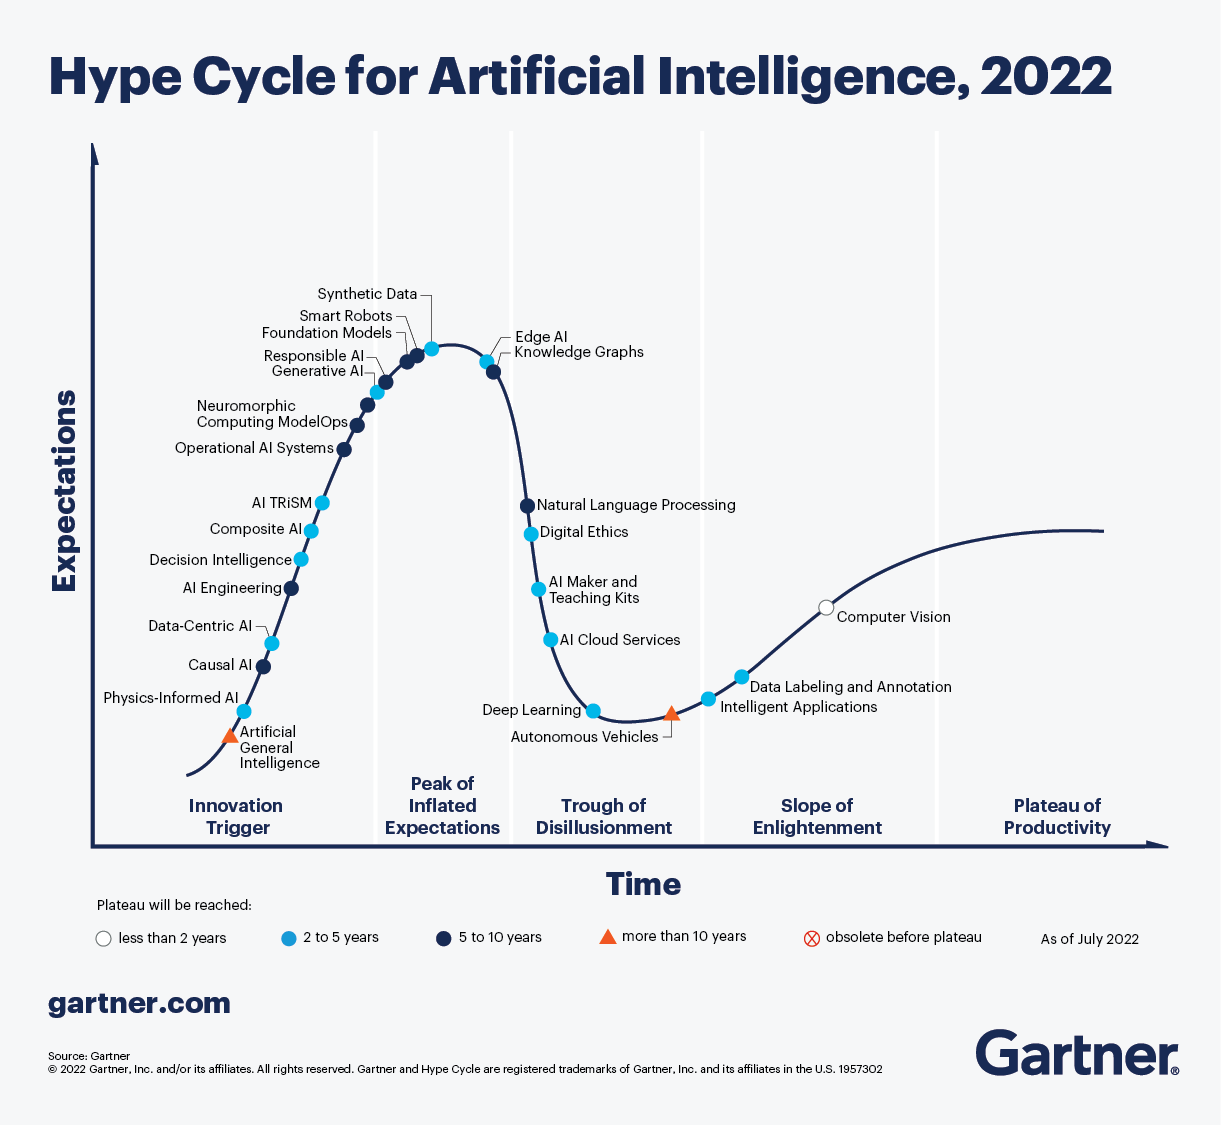 Hype Cycle for Artificial Intelligence, 2022
Expectations
Synthetic Data
Smart Robots
Foundation Models
Responsible AI
Generative AI
Neuromorphic
Computing ModelOps
Operational AI Systems
AI TRiSM
Composite AI
Decision Intelligence
AI Engineering
Data-Centric AI
Causal AI
Physics-Informed AI
Artificial
General
Intelligence
Edge AI
Knowledge Graphs
Natural Language Processing
Digital Ethics
AI Maker and
Teaching Kits
AI Cloud Services
Deep Learning
Autonomous Vehicles
Computer Vision
Data Labeling and Annotation
Intelligent Applications
Innovation
Trigger
Peak of
Inflated
Expectations
Trough of
Disillusionment
Slope of
Enlightenment
Plateau of
Productivity
Time
Plateau will be reached:
less than 2 years
2 to 5 years
5 to 10 years
more than 10 years
obsolete before plateau
As of July 2022
gartner.com
Source: Gartner
© 2022 Gartner, Inc. and/or its affiliates. All rights reserved. Gartner and Hype Cycle are registered trademarks of Gartner, Inc. and its affiliates in the U.S. 1957302
Gartner®